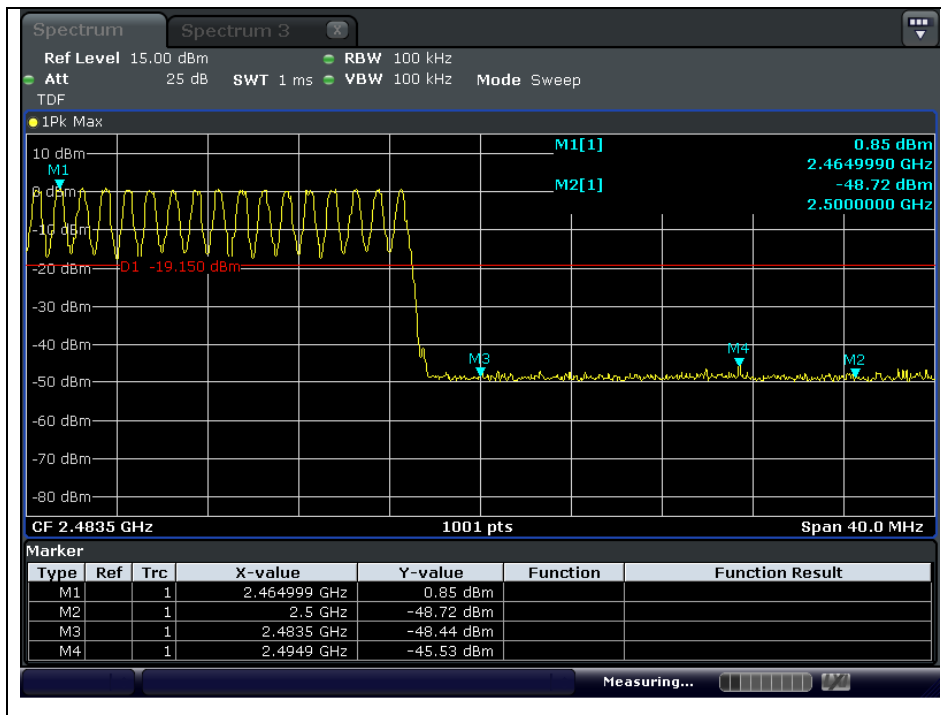 Spectrum Spectrum 3 X
Ref Level 15.00 dBm RBW 100 kHz
Att 25 dB SWT 1 ms VBW 100 kHz Mode Sweep
TDF
1Pk Max
M1[1] 0.85 dBm
2.4649990 GHz
M2[1] -48.72 dBm
2.5000000 GHz
10 dBm
M1
0 dBm
-10 dBm
-20 dBm
D1 -19.150 dBm
-30 dBm
-40 dBm
M3 M4 M2
-50 dBm
-60 dBm
-70 dBm
-80 dBm
CF 2.4835 GHz 1001 pts Span 40.0 MHz
Marker
Type Ref Trc X-value Y-value Function Function Result
M1 1 2.464999 GHz 0.85 dBm
M2 1 2.5 GHz -48.72 dBm
M3 1 2.4835 GHz -48.44 dBm
M4 1 2.4949 GHz -45.53 dBm
Measuring...